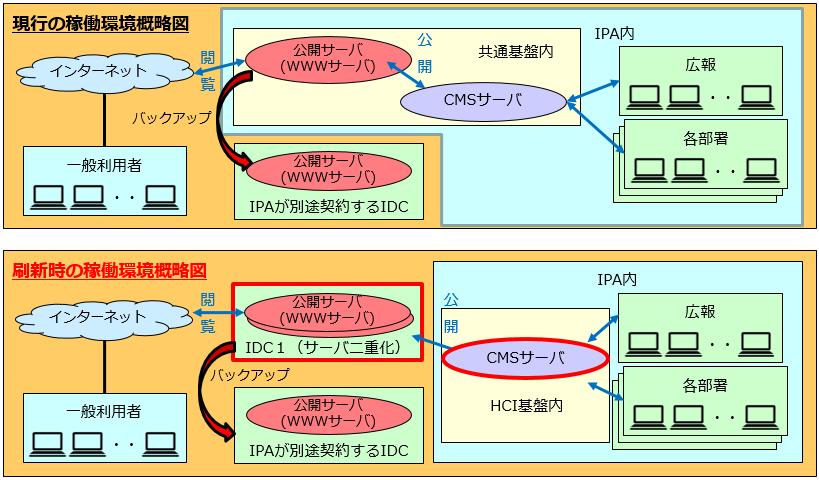 現行の稼働環境概略図
インターネット
閲
覧
公開サーバ
(WWWサーバ)
公
開
共通基盤内
CMSサーバ
IPA内
広報
・・
各部署
・・
バックアップ
一般利用者
・・
公開サーバ
(WWWサーバ)
IPAが別途契約するIDC
刷新時の稼働環境概略図
インターネット
閲
覧
公開サーバ
(WWWサーバ)
IDC１（サーバ二重化）
公
開
CMSサーバ
HCI基盤内
IPA内
広報
・・
各部署
・・
バックアップ
一般利用者
・・
公開サーバ
(WWWサーバ)
IPAが別途契約するIDC